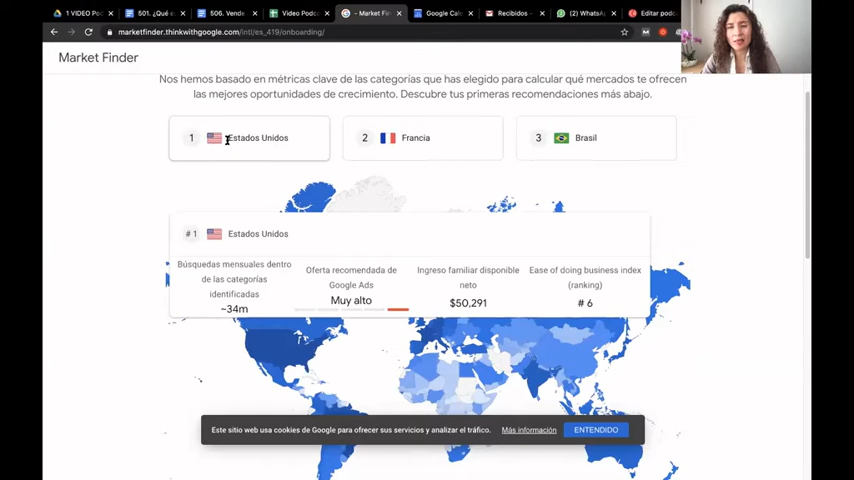 1 VIDEO PO
501. ¿Qué e
506. Vende
Video Podca
- Market Fin
Google Cal
Recibidos -
(2) WhatsA
Editar podc
marketfinder.thinkwithgoogle.com/intl/es_419/onboarding/
Market Finder
Nos hemos basado en métricas clave de las categorías que has elegido para calcular qué mercados te ofrecen
las mejores oportunidades de crecimiento. Descubre tus primeras recomendaciones más abajo.
1 Estados Unidos
2 Francia
3 Brasil
# 1 Estados Unidos
Búsquedas mensuales dentro
de las categorías
identificadas
~34m
Oferta recomendada de
Google Ads
Muy alto
Ingreso familiar disponible
neto
$50,291
Ease of doing business index
(ranking)
# 6
Este sitio web usa cookies de Google para ofrecer sus servicios y analizar el tráfico. Más información ENTENDIDO